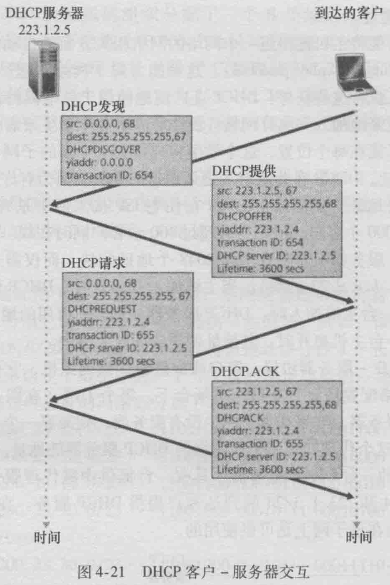 DHCP服务器
223.1.2.5
到达的客户
DHCP发现
src: 0.0.0.0, 68
dest: 255.255.255.255,67
DHCPDISCOVER
yiaddr: 0.0.0.0
transaction ID: 654
DHCP提供
src: 223.1.2.5, 67
dest: 255.255.255.255,68
DHCPOFFER
yiaddr: 223.1.2.4
transaction ID: 654
DHCP server ID: 223.1.2.5
Lifetime: 3600 secs
DHCP请求
src: 0.0.0.0, 68
dest: 255.255.255.255, 67
DHCPREQUEST
yiaddr: 223.1.2.4
transaction ID: 655
DHCP server ID: 223.1.2.5
Lifetime: 3600 secs
DHCP ACK
src: 223.1.2.5, 67
dest: 255.255.255.255,68
DHCPACK
yiaddr: 223.1.2.4
transaction ID: 655
DHCP server ID: 223.1.2.5
Lifetime: 3600 secs
时间
时间
图 4-21 DHCP 客户 – 服务器交互